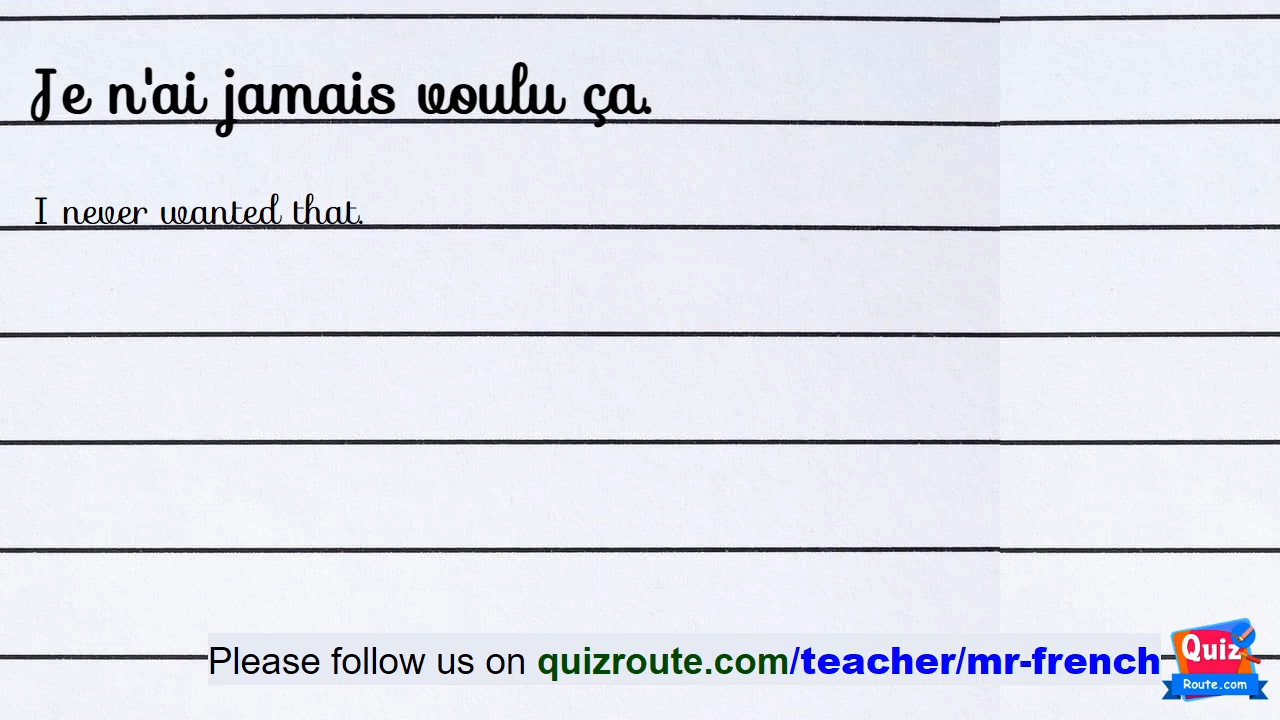 Je n'ai jamais voulu ça.
I never wanted that.
Please follow us on quizroute.com/teacher/mr-french
Quiz
Route.com